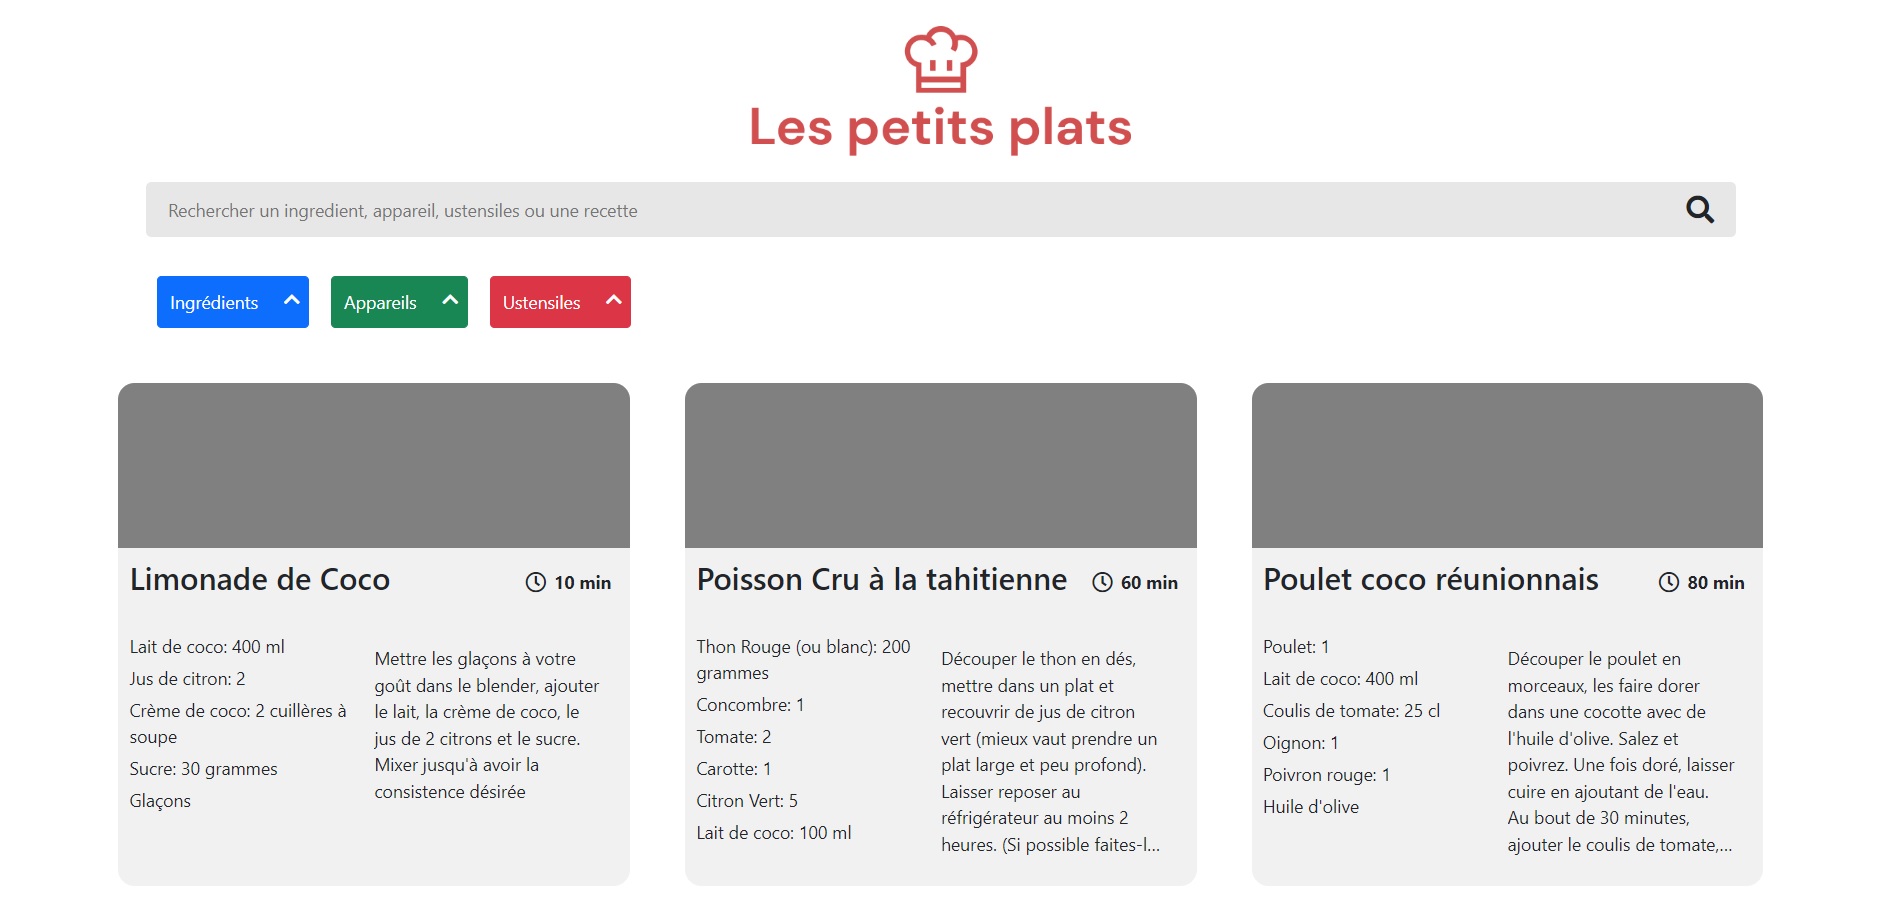 Les petits plats
Rechercher un ingredient, appareil, ustensiles ou une recette
Ingrédients
Appareils
Ustensiles
Limonade de Coco
10 min
Lait de coco: 400 ml
Jus de citron: 2
Crème de coco: 2 cuillères à
soupe
Sucre: 30 grammes
Glaçons
Mettre les glaçons à votre
goût dans le blender, ajouter
le lait, la crème de coco, le
jus de 2 citrons et le sucre.
Mixer jusqu'à avoir la
consistence désirée
Poisson Cru à la tahitienne
60 min
Thon Rouge (ou blanc): 200
grammes
Concombre: 1
Tomate: 2
Carotte: 1
Citron Vert: 5
Lait de coco: 100 ml
Découper le thon en dés,
mettre dans un plat et
recouvrir de jus de citron
vert (mieux vaut prendre un
plat large et peu profond).
Laisser reposer au
réfrigérateur au moins 2
heures. (Si possible faites-l...
Poulet coco réunionnais
80 min
Poulet: 1
Lait de coco: 400 ml
Coulis de tomate: 25 cl
Oignon: 1
Poivron rouge: 1
Huile d'olive
Découper le poulet en
morceaux, les faire dorer
dans une cocotte avec de
l'huile d'olive. Salez et
poivrez. Une fois doré, laisser
cuire en ajoutant de l'eau.
Au bout de 30 minutes,
ajouter le coulis de tomate,...